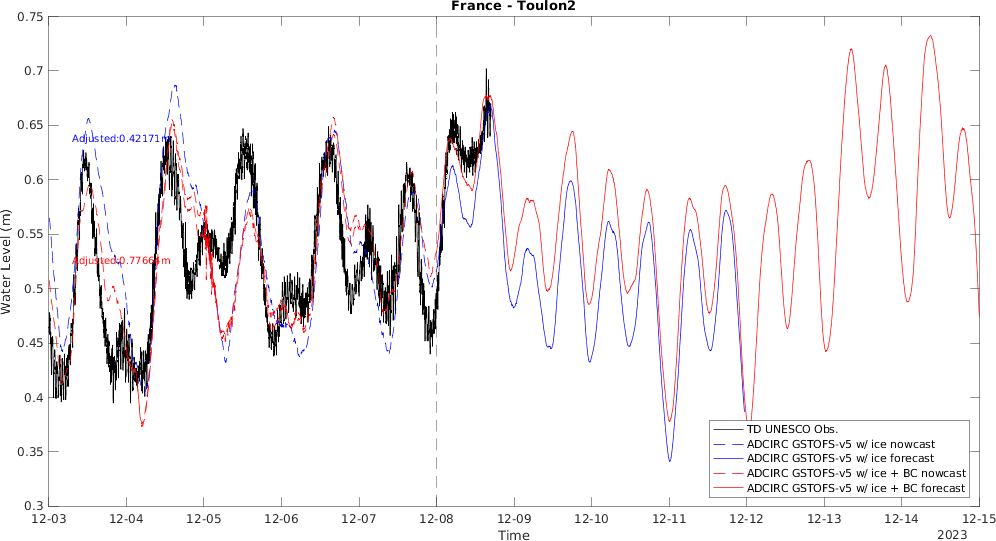 France - Toulon2
0.75
0.7
0.65
0.6
0.55
0.5
0.45
0.4
0.35
0.3
Water Level (m)
Adjusted:0.42171m
TD UNESCO Obs.
ADCIRC GSTOFS-v5 w/ ice nowcast
ADCIRC GSTOFS-v5 w/ ice forecast
ADCIRC GSTOFS-v5 w/ ice + BC nowcast
ADCIRC GSTOFS-v5 w/ ice + BC forecast
12-03 12-04 12-05 12-06 12-07 12-08 12-09 12-10 12-11 12-12 12-13 12-14 12-15
Time
2023